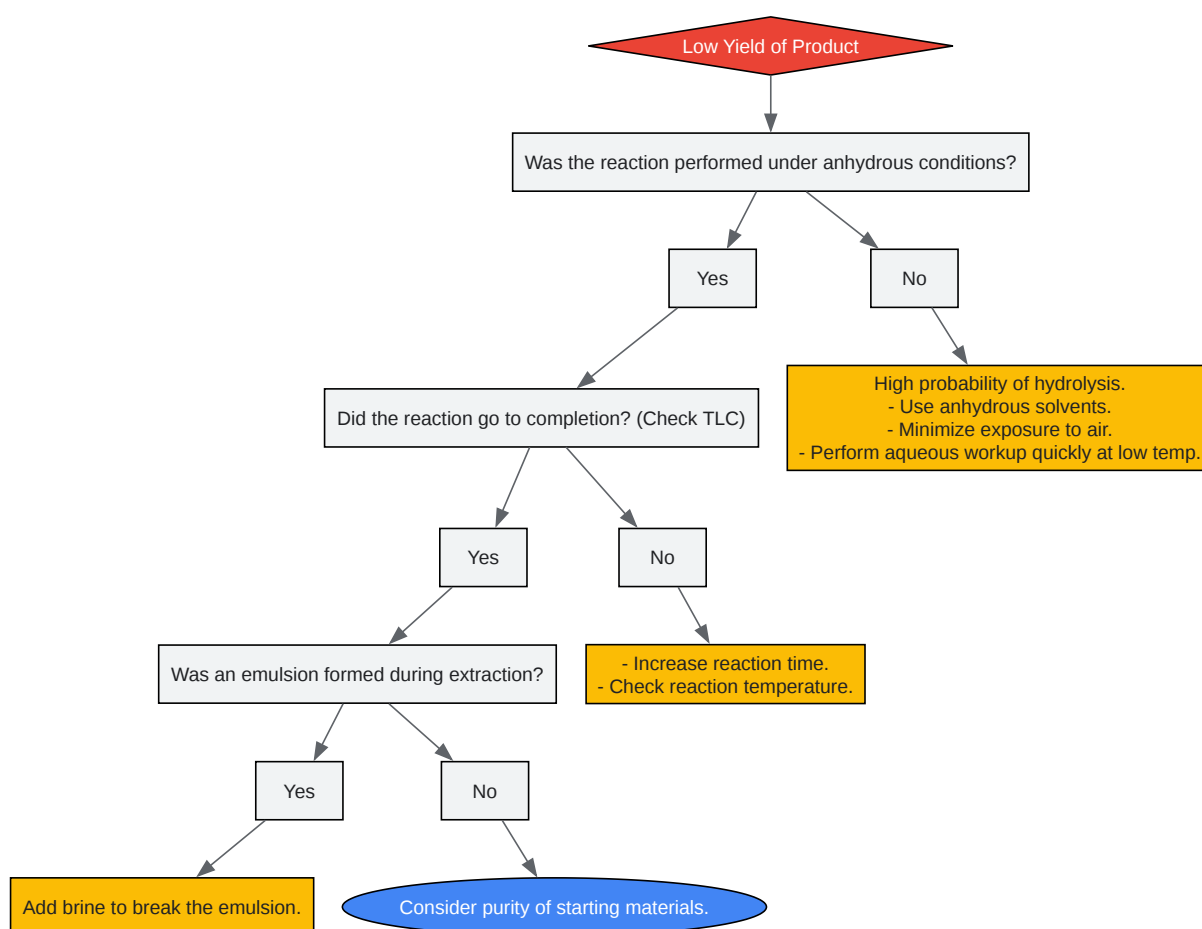 Low Yield of Product
Was the reaction performed under anhydrous conditions?
Yes
No
High probability of hydrolysis.
- Use anhydrous solvents.
- Minimize exposure to air.
- Perform aqueous workup quickly at low temp.
Did the reaction go to completion? (Check TLC)
Yes
No
- Increase reaction time.
- Check reaction temperature.
Was an emulsion formed during extraction?
Yes
No
Add brine to break the emulsion.
Consider purity of starting materials.